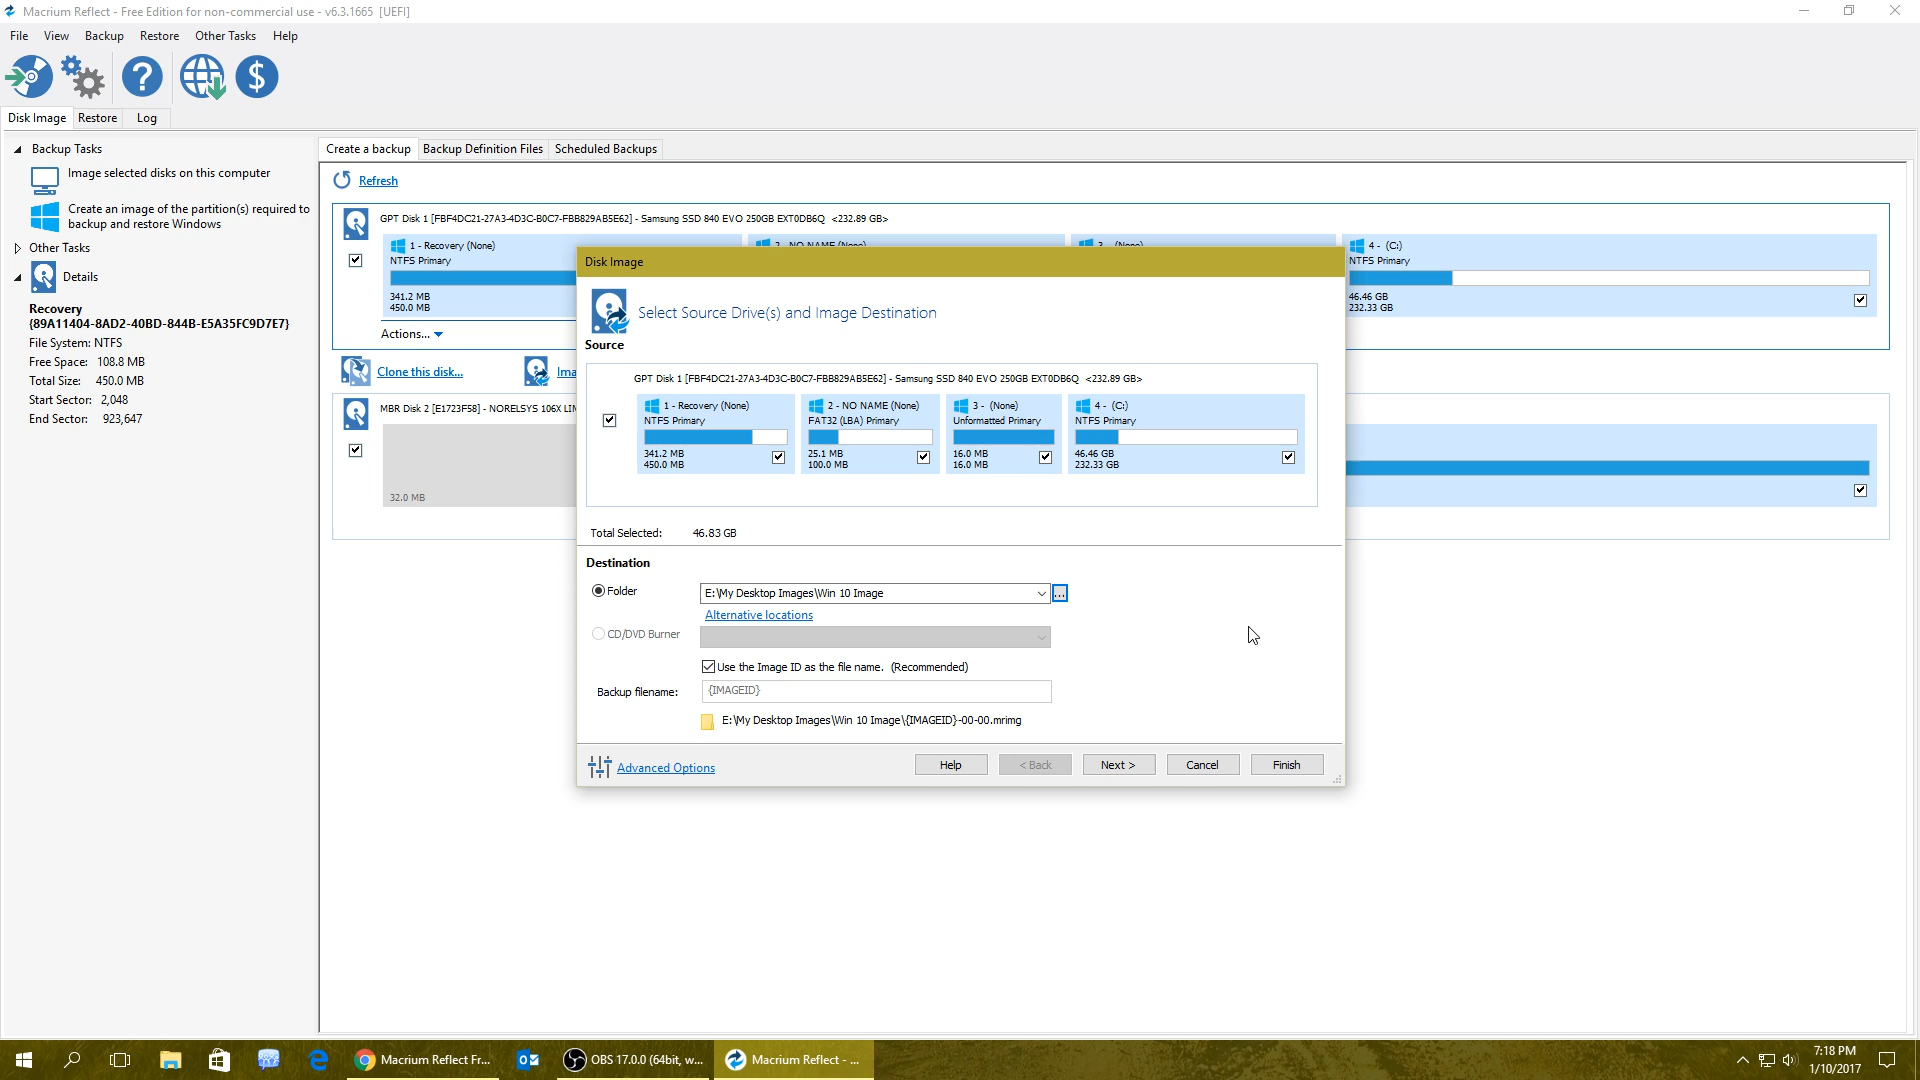 Macrium Reflect - Free Edition for non-commercial use - v6.3.1665 [UEFI]
File View Backup Restore Other Tasks Help
Disk Image Restore Log
Backup Tasks
Image selected disks on this computer
Create an image of the partition(s) required to
backup and restore Windows
Other Tasks
Details
Recovery
{89A11404-8AD2-40BD-844B-E5A35FC9D7E7}
File System: NTFS
Free Space: 108.8 MB
Total Size: 450.0 MB
Start Sector: 2,048
End Sector: 923,647
Create a backup Backup Definition Files Scheduled Backups
Refresh
GPT Disk 1 [FBF4DC21-27A3-4D3C-B0C7-FBB829AB5E62] - Samsung SSD 840 EVO 250GB EXT0DB6Q <232.89 GB>
1 - Recovery (None)
NTFS Primary
341.2 MB
450.0 MB
2 - NO NAME (None)
3 - (None)
4 - (C:)
NTFS Primary
46.46 GB
232.33 GB
Actions...
Clone this disk...
Ima
MBR Disk 2 [E1723F58] - NORELSYS 106X
32.0 MB
Disk Image
Select Source Drive(s) and Image Destination
Source
GPT Disk 1 [FBF4DC21-27A3-4D3C-B0C7-FBB829AB5E62] - Samsung SSD 840 EVO 250GB EXT0DB6Q <232.89 GB>
1 - Recovery (None)
NTFS Primary
341.2 MB
450.0 MB
2 - NO NAME (None)
FAT32 (LBA) Primary
25.1 MB
100.0 MB
3 - (None)
Unformatted Primary
16.0 MB
16.0 MB
4 - (C:)
NTFS Primary
46.46 GB
232.33 GB
Total Selected: 46.83 GB
Destination
Folder
E:\My Desktop Images\Win 10 Image
...
Alternative locations
CD/DVD Burner
Use the Image ID as the file name. (Recommended)
Backup filename: {IMAGEID}
E:\My Desktop Images\Win 10 Image\{IMAGEID}-00-00.mrimg
Advanced Options
Help < Back Next > Cancel Finish
Macrium Reflect Fr...
OBS 17.0.0 (64bit, w...
Macrium Reflect - ...
7:18 PM
1/10/2017